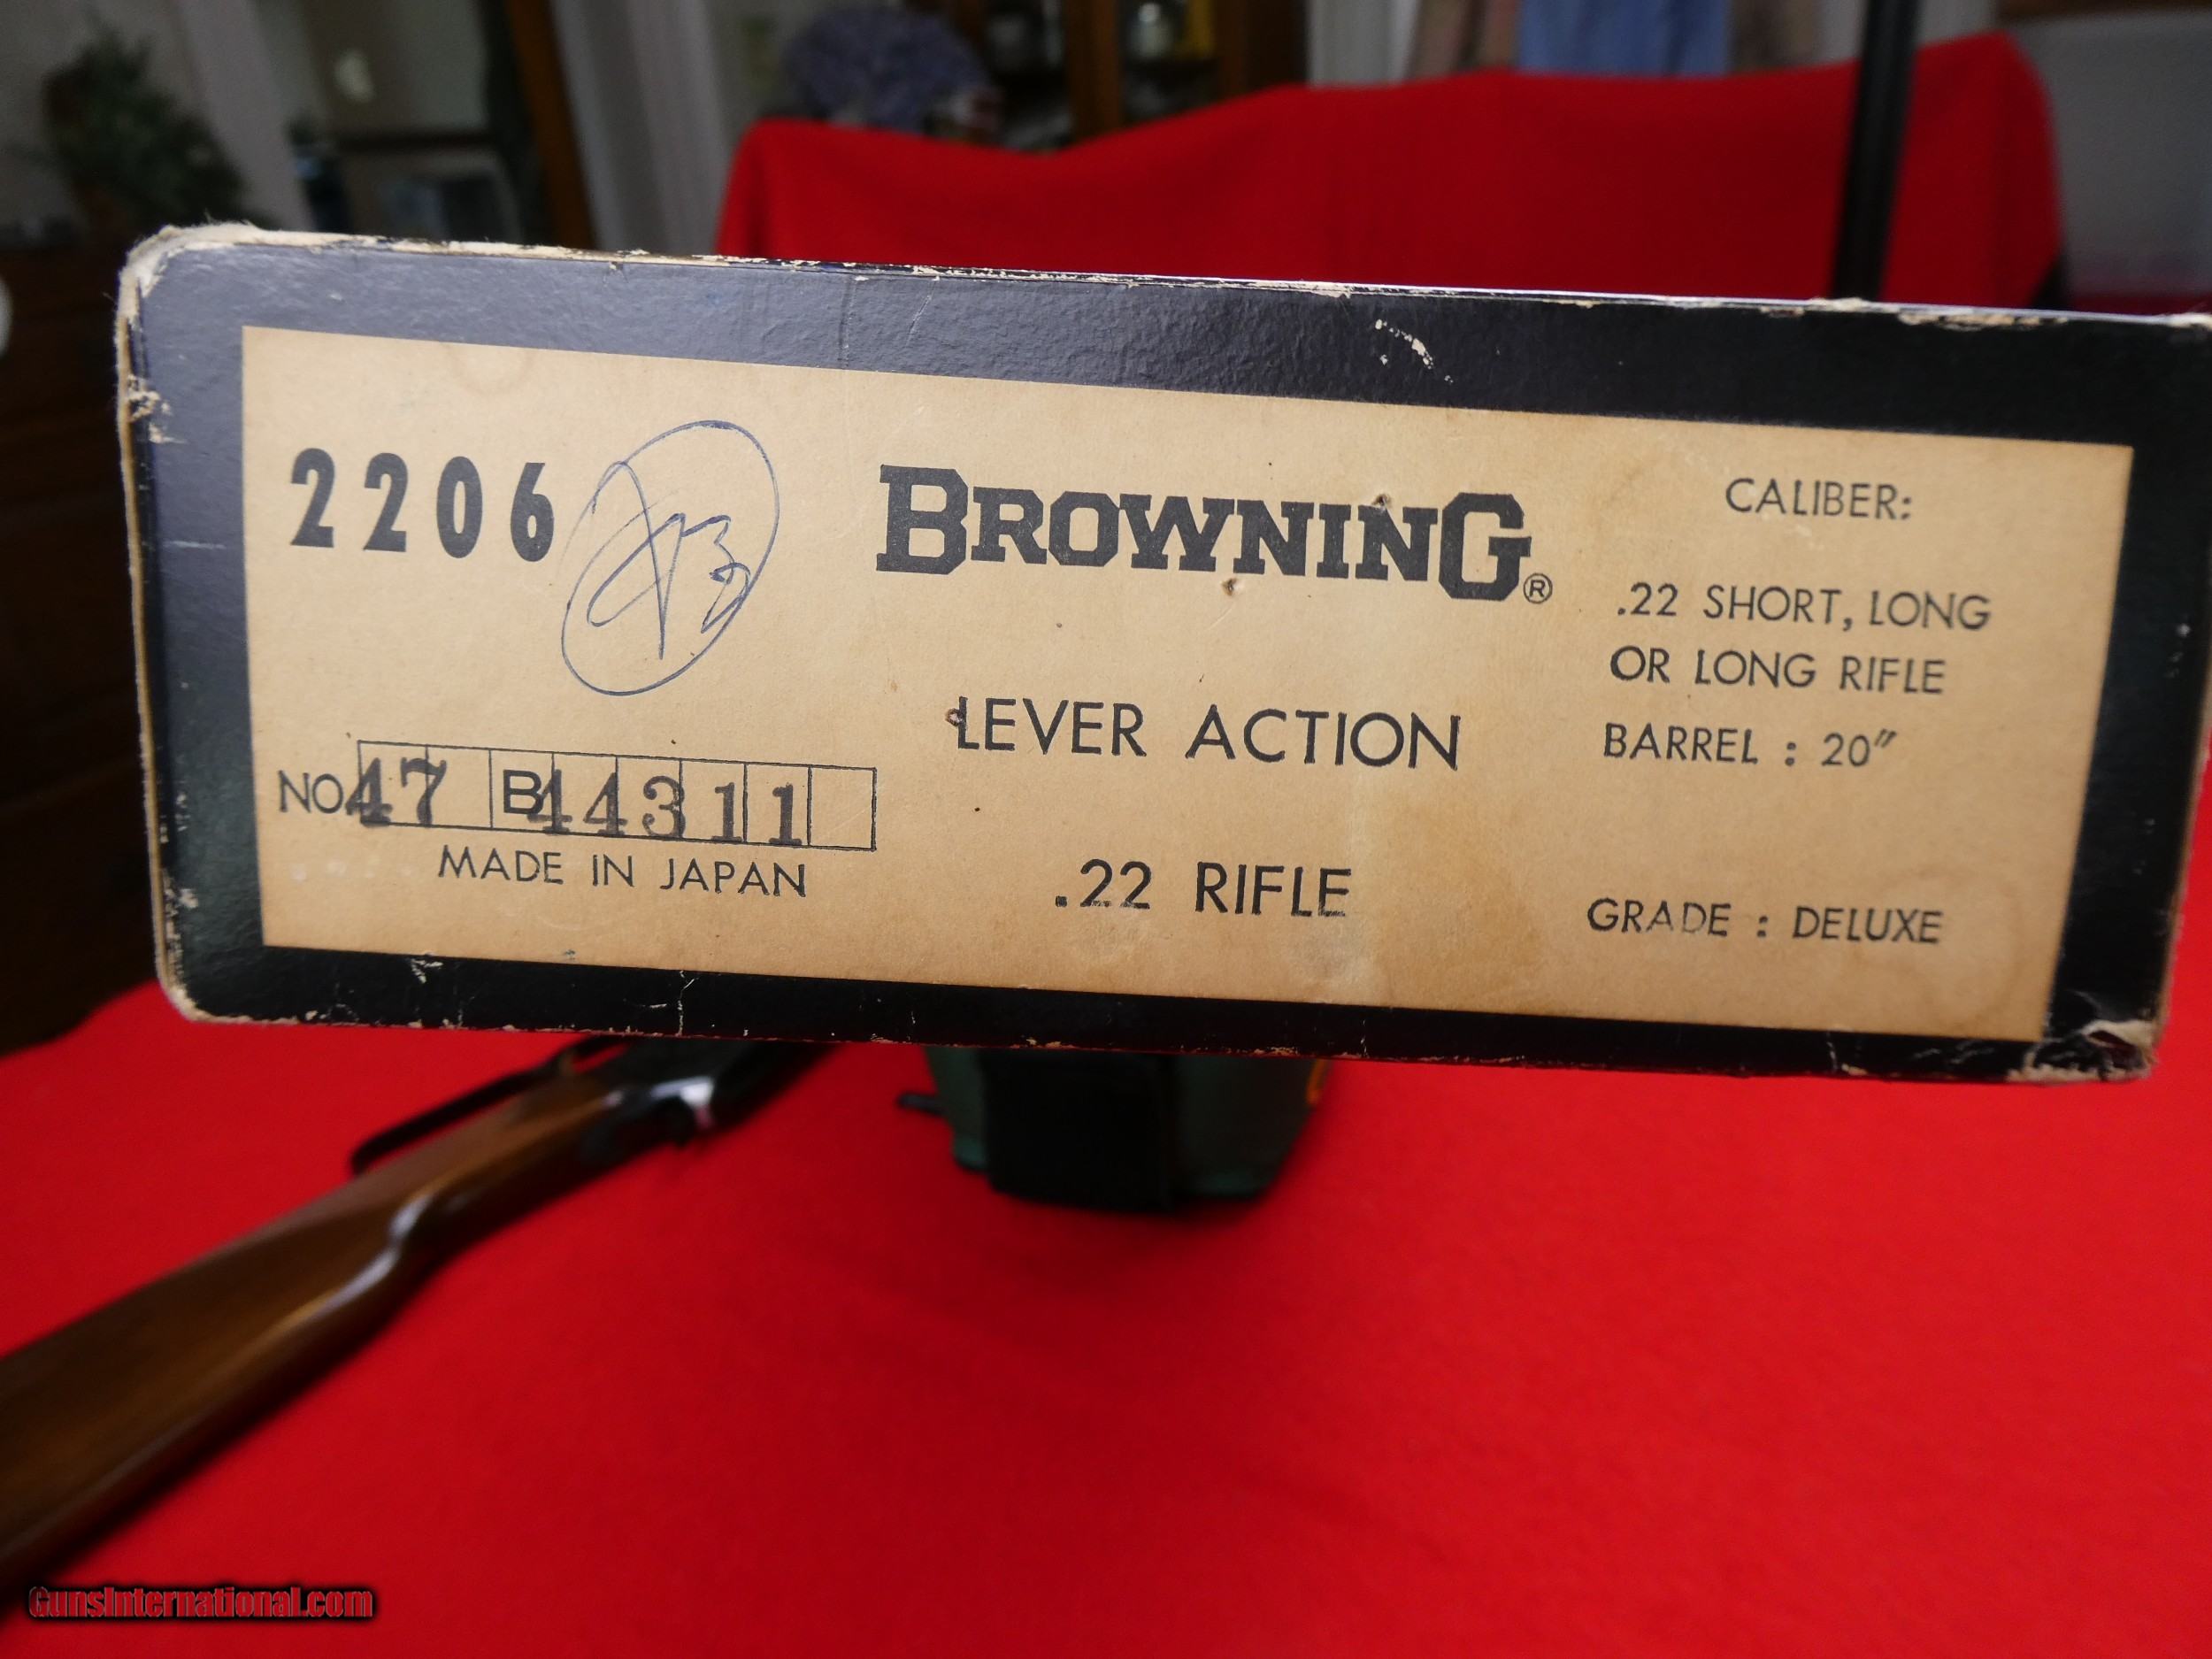 2206
BROWNING®
CALIBER:
.22 SHORT, LONG
OR LONG RIFLE
BARREL : 20"
LEVER ACTION
NO. 47 B44311
MADE IN JAPAN
.22 RIFLE
GRADE : DELUXE
GunsInternational.com